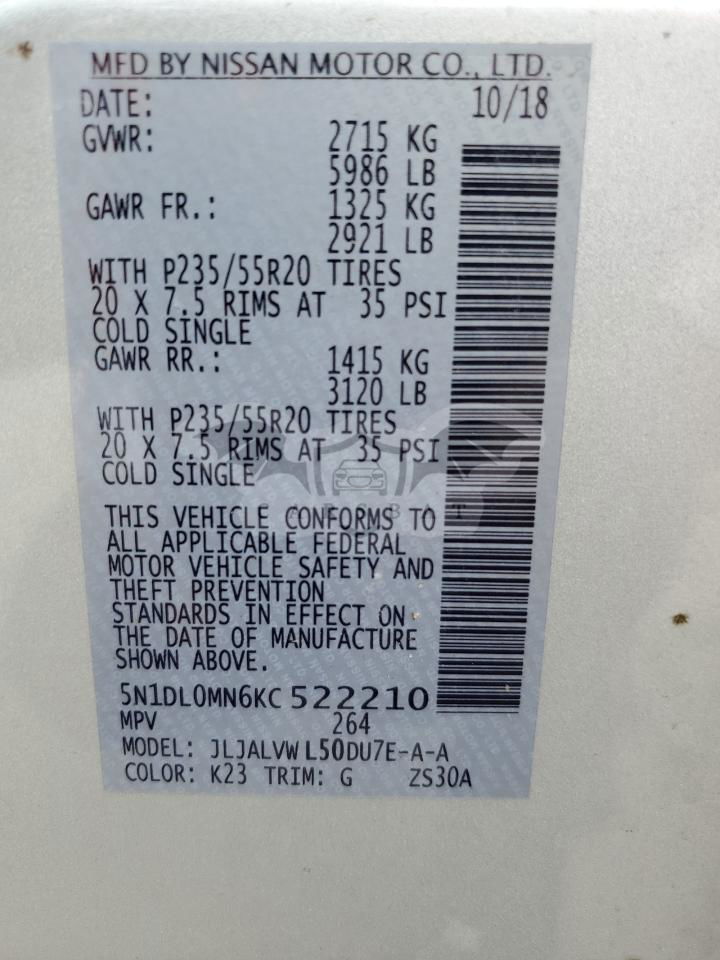 MFD BY NISSAN MOTOR CO., LTD.
DATE: 10/18
GVWR: 2715 KG
5986 LB
GAWR FR.: 1325 KG
2921 LB
WITH P235/55R20 TIRES
20 X 7.5 RIMS AT 35 PSI
COLD SINGLE
GAWR RR.: 1415 KG
3120 LB
WITH P235/55R20 TIRES
20 X 7.5 RIMS AT 35 PSI
COLD SINGLE
THIS VEHICLE CONFORMS TO
ALL APPLICABLE FEDERAL
MOTOR VEHICLE SAFETY AND
THEFT PREVENTION
STANDARDS IN EFFECT ON
THE DATE OF MANUFACTURE
SHOWN ABOVE.
5N1DL0MN6KC 522210
MPV 264
MODEL: JLJALVW L50DU7E-A-A
COLOR: K23 TRIM: G ZS30A